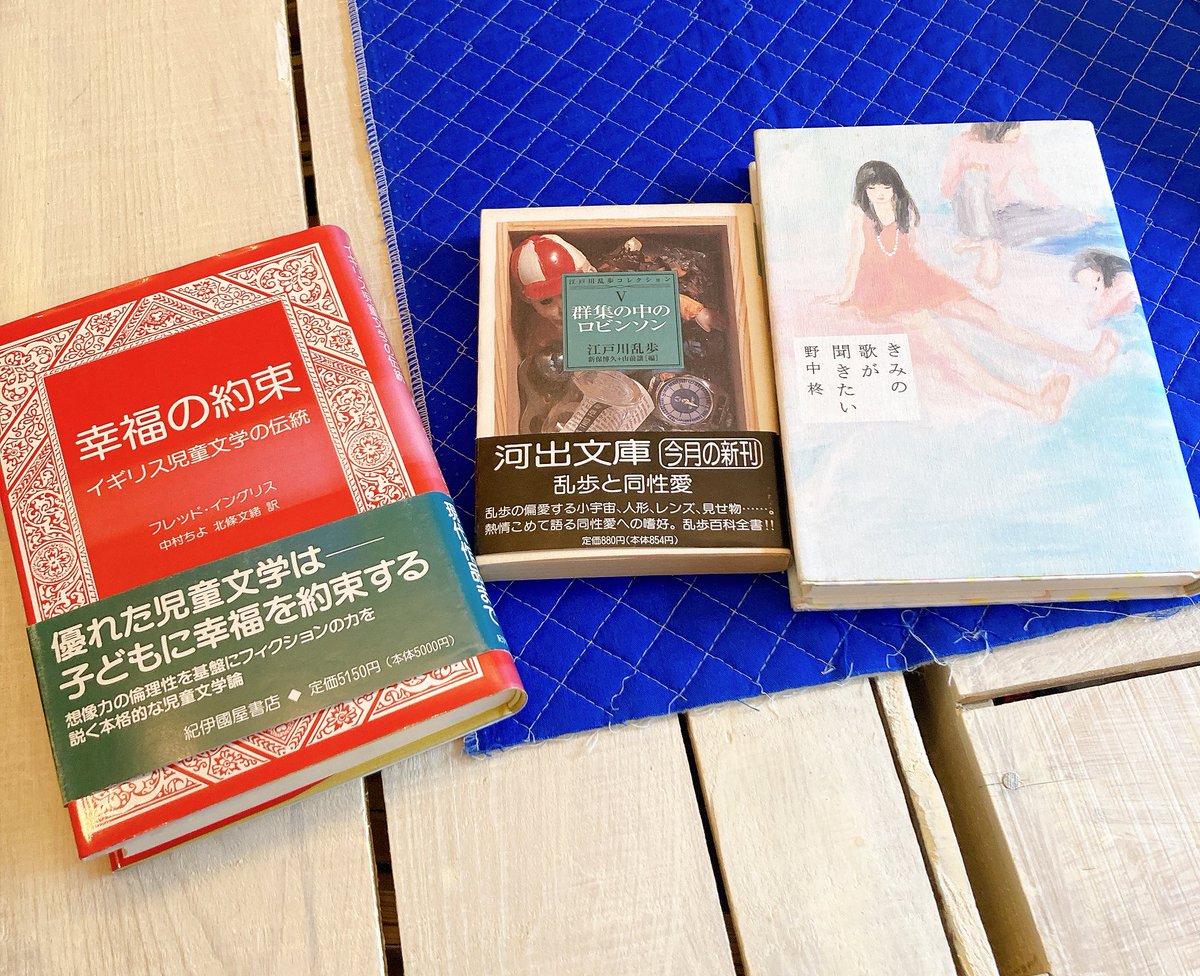 幸福の約束
イギリス児童文学の伝統
フレッド・イングリス
中村ちよ 北條文緒 訳
優れた児童文学は――
子どもに幸福を約束する
想像力の倫理性を基盤にフィクションの力を
説く本格的な児童文学論
紀伊國屋書店 ◆ 定価5150円(本体5000円)
江戸川乱歩コレクション
V
群集の中の
ロビンソン
江戸川乱歩
新保博久+山前譲[編]
河出文庫 今月の新刊
乱歩と同性愛
乱歩の偏愛する小宇宙、人形、レンズ、見せ物……。
熱情こめて語る同性愛への嗜好。乱歩百科全書!!
定価880円(本体854円)
きみの
歌が
聞きたい
野中 柊